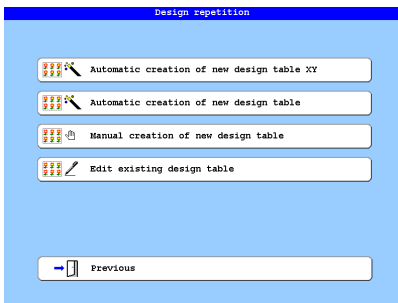 Design repetition
Automatic creation of new design table XY
Automatic creation of new design table
Manual creation of new design table
Edit existing design table
Previous